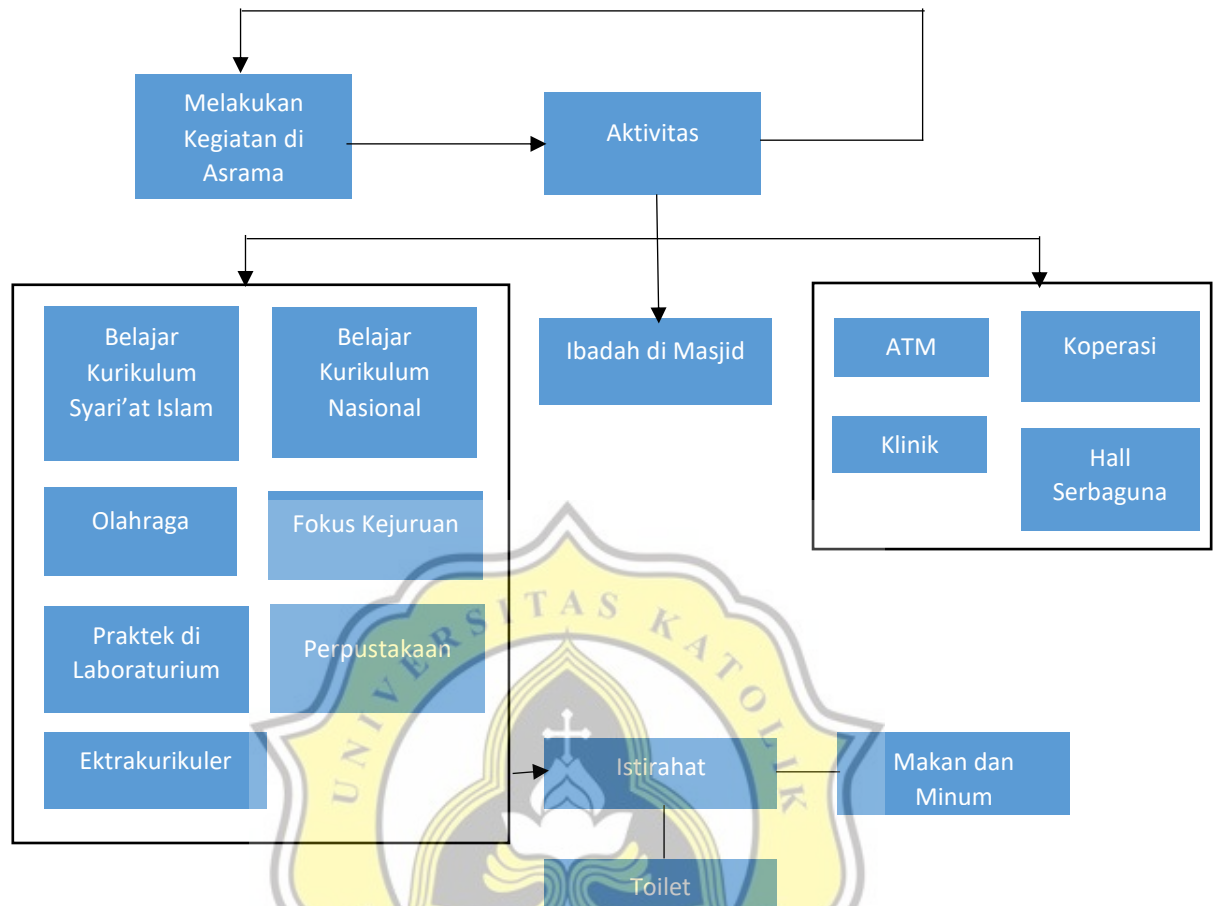 Melakukan
Kegiatan di
Asrama
Aktivitas
Belajar
Kurikulum
Syari’at Islam
Belajar
Kurikulum
Nasional
Ibadah di Masjid
ATM
Koperasi
Klinik
Hall
Serbaguna
Olahraga
Fokus Kejuruan
Praktek di
Laboraturium
Perpustakaan
Ektrakurikuler
Istirahat
Makan dan
Minum
Toilet
UNIVERSITAS KATOLIK